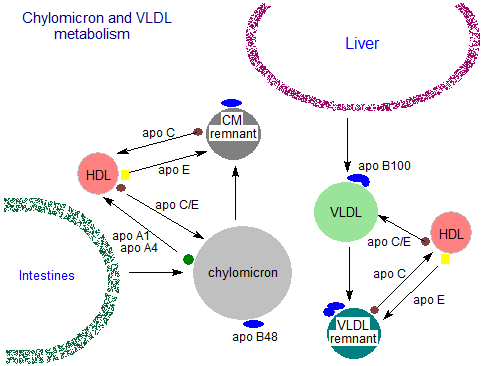 Chylomicron and VLDL
metabolism
Liver
CM
remnant
apo C
apo E
HDL
apo C/E
apo A1
apo A4
Intestines
chylomicron
apo B48
apo B100
VLDL
HDL
apo C/E
apo C
apo E
VLDL
remnant